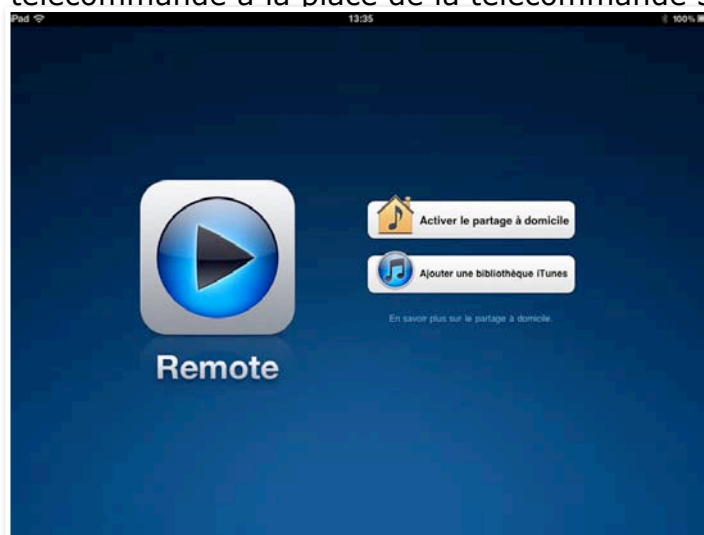 télécommande à la place de la télécommande s
iPad
13:35
100%
Activer le partage à domicile
Ajouter une bibliothèque iTunes
En savoir plus sur le partage à domicile.
Remote